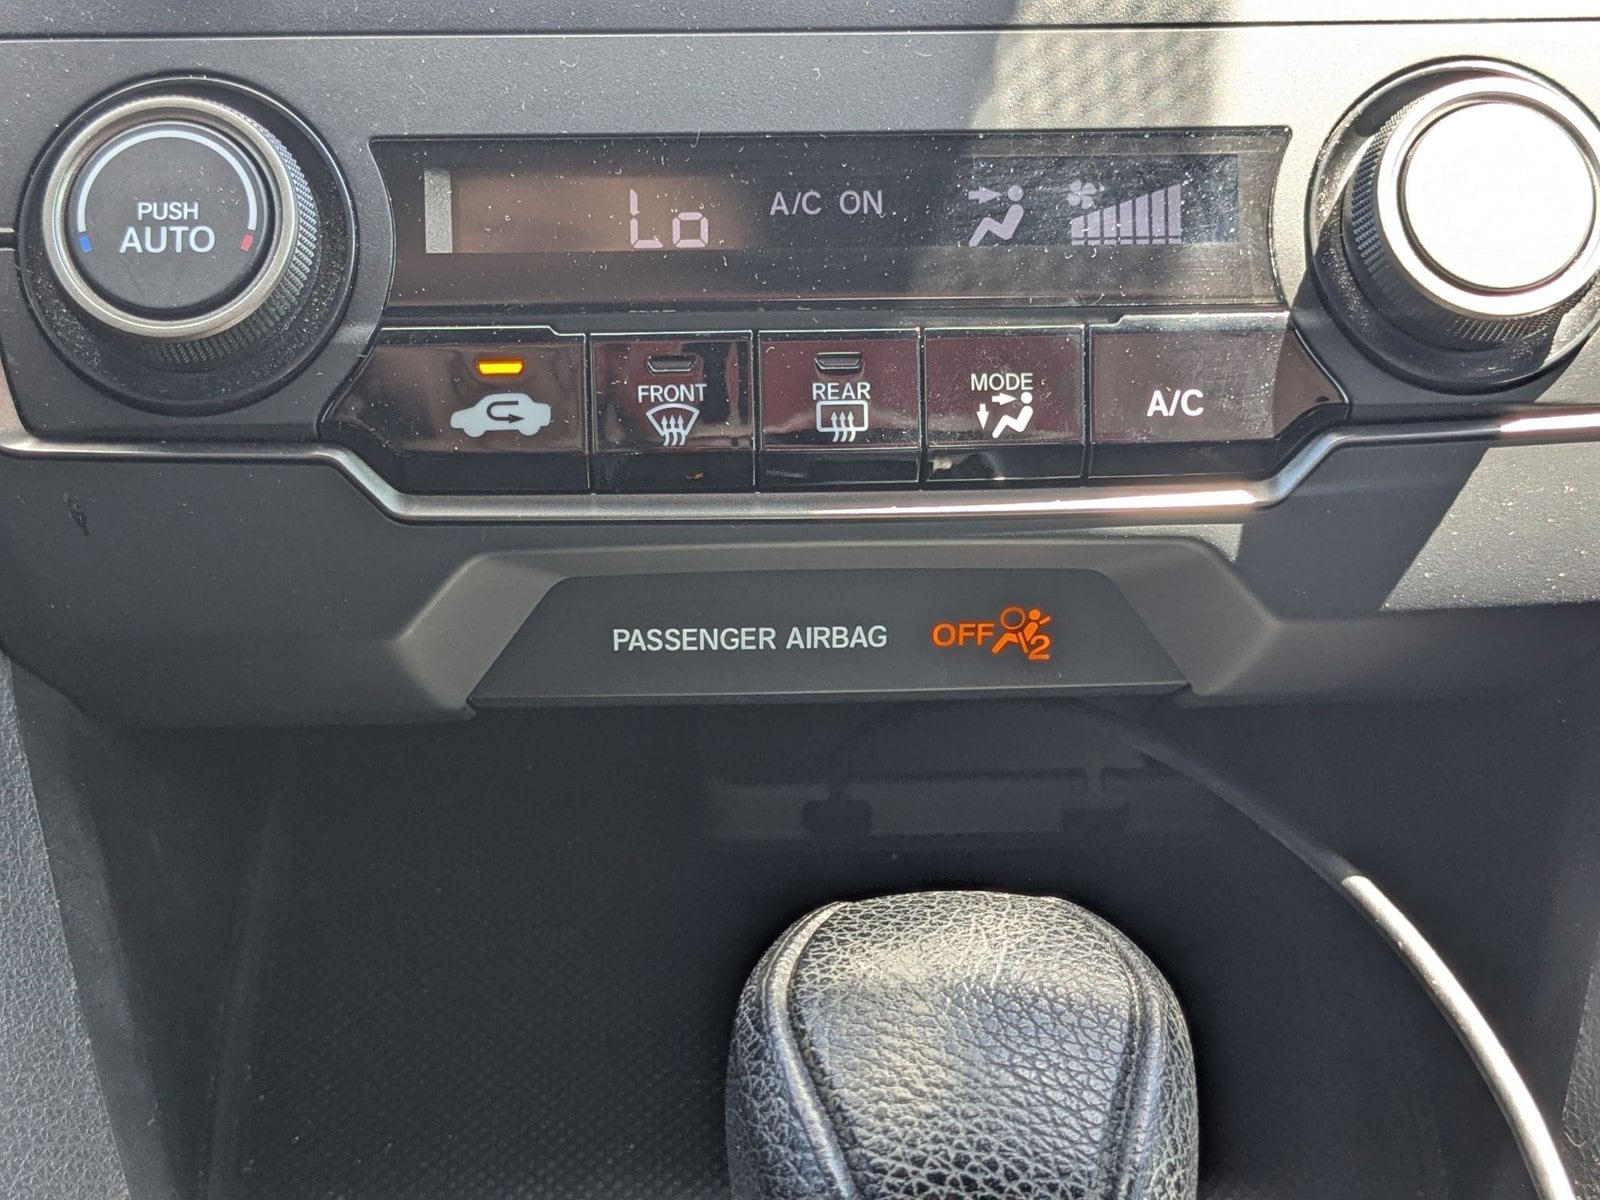 PUSH
AUTO
Lo
A/C ON
FRONT
REAR
MODE
A/C
PASSENGER AIRBAG
OFF 2